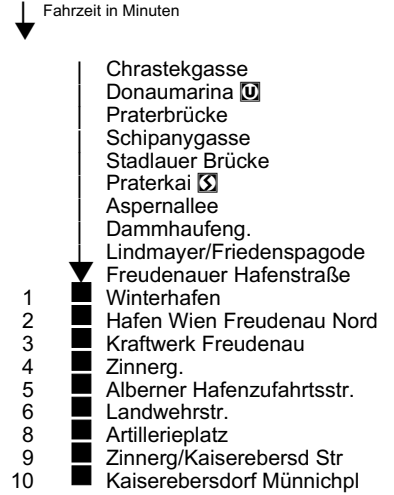 Fahrzeit in Minuten
Chrastekgasse
Donaumarina U
Praterbrücke
Schipanygasse
Stadlauer Brücke
Praterkai S
Aspernallee
Dammhaufeng.
Lindmayer/Friedenspagode
Freudenauer Hafenstraße
1 Winterhafen
2 Hafen Wien Freudenau Nord
3 Kraftwerk Freudenau
4 Zinnerg.
5 Alberner Hafenzufahrtsstr.
6 Landwehrstr.
8 Artillerieplatz
9 Zinnerg/Kaiserebersd Str
10 Kaiserebersdorf Münnichpl